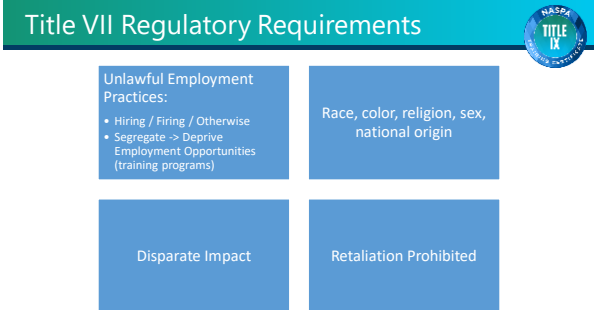 Title VII Regulatory Requirements
NASPA
TITLE
IX
Unlawful Employment
Practices:
• Hiring / Firing / Otherwise
• Segregate -> Deprive
Employment Opportunities
(training programs)
Race, color, religion, sex,
national origin
Disparate Impact
Retaliation Prohibited